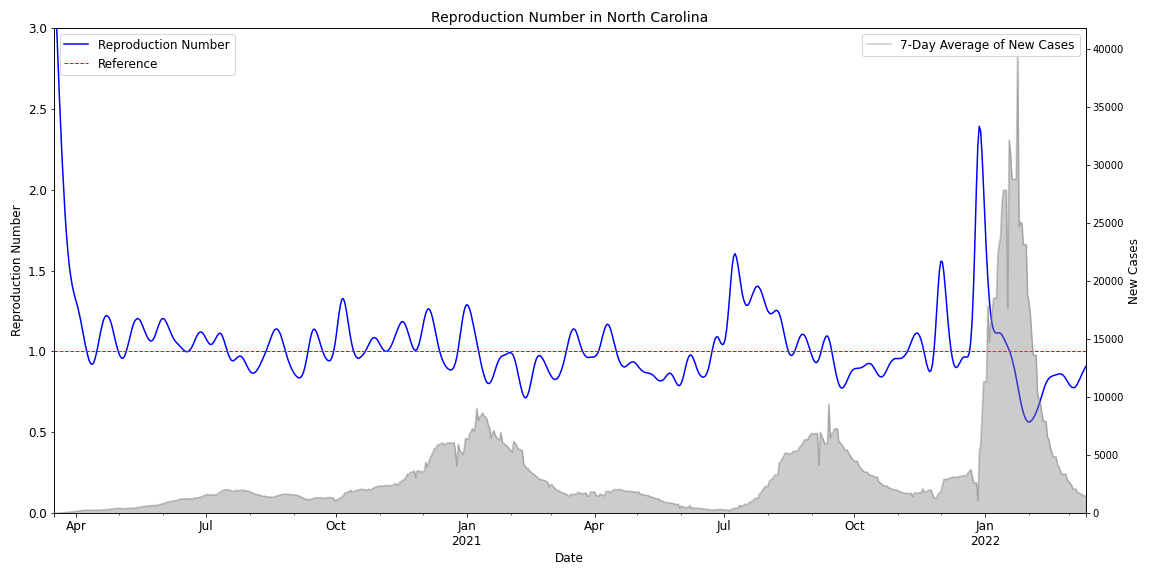 Reproduction Number in North Carolina
Reproduction Number
Reference
7-Day Average of New Cases
3.0
2.5
2.0
1.5
1.0
0.5
0.0
Reproduction Number
40000
35000
30000
25000
20000
15000
10000
5000
0
New Cases
Apr
Jul
Oct
Jan
2021
Apr
Jul
Oct
Jan
2022
Date